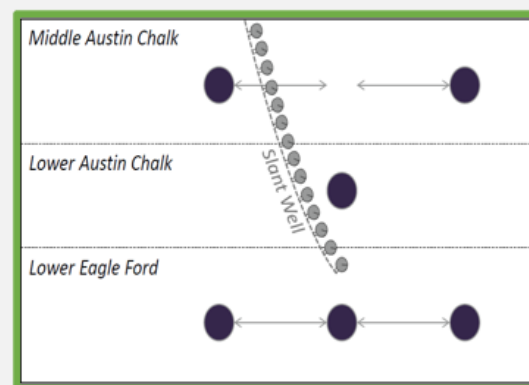 Middle Austin Chalk
Lower Austin Chalk
Slant Well
Lower Eagle Ford